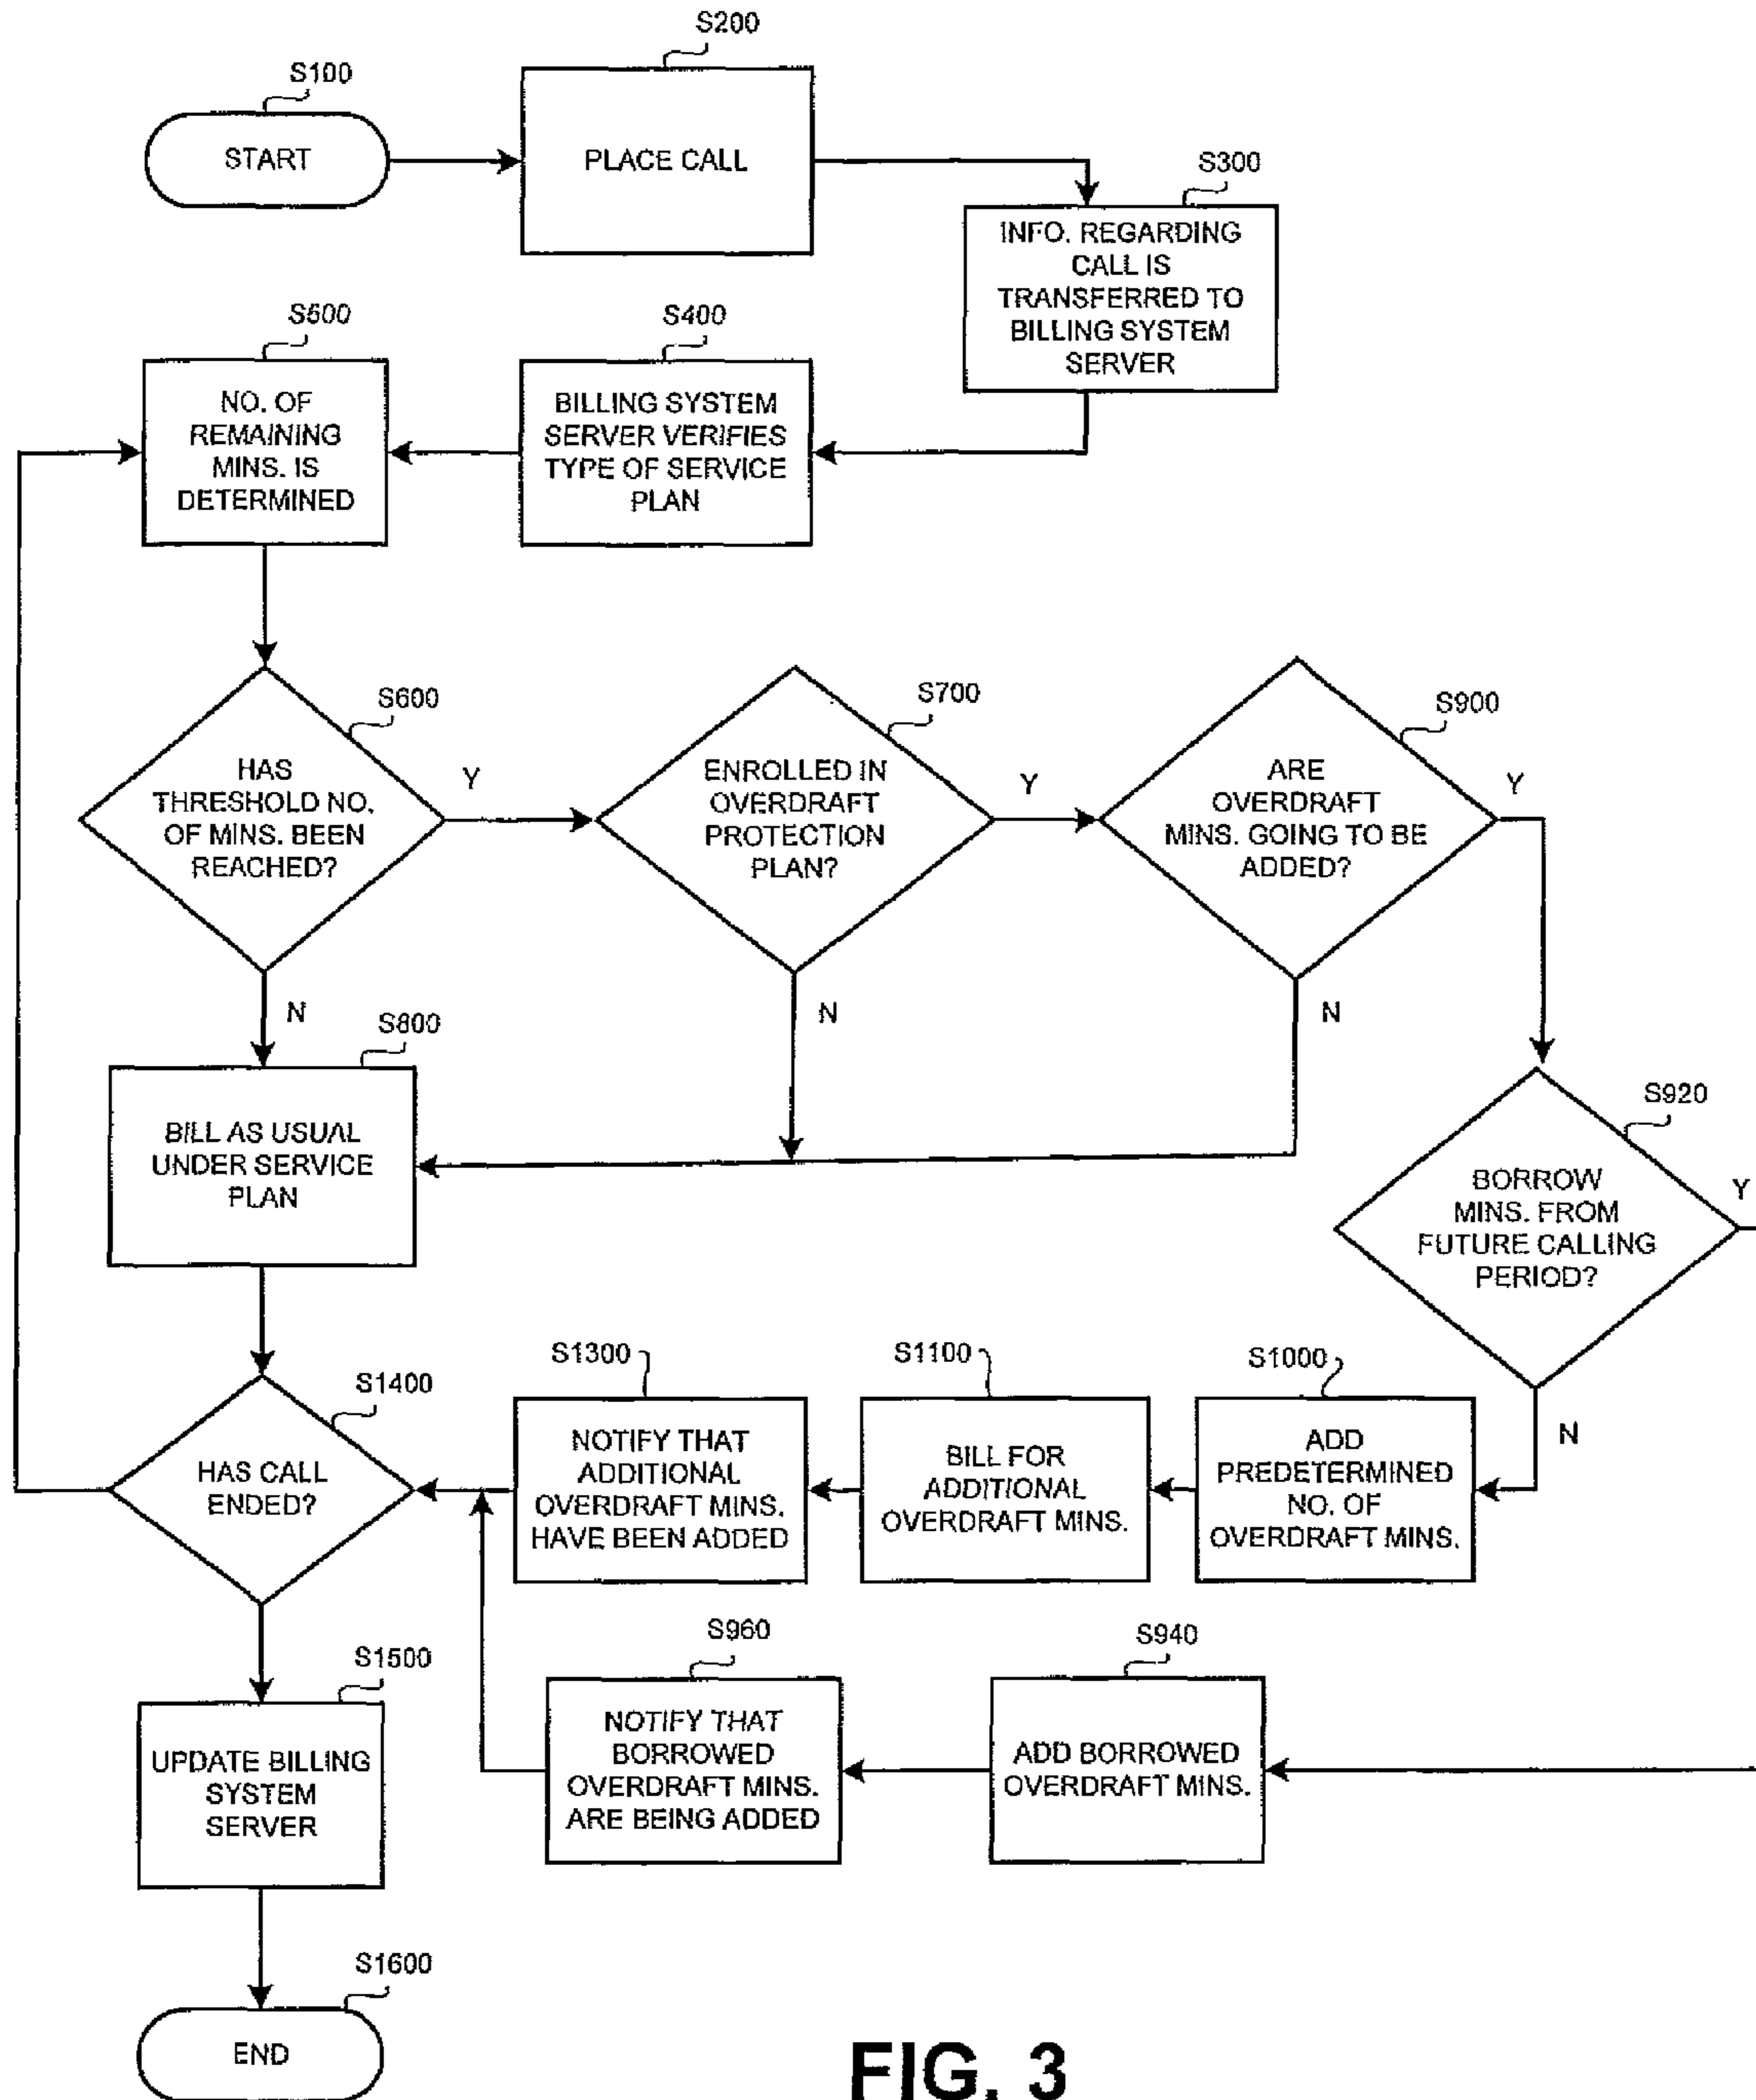 S100
START
S200
PLACE CALL
S300
INFO. REGARDING
CALL IS
TRANSFERRED TO
BILLING SYSTEM
SERVER
S400
BILLING SYSTEM
SERVER VERIFIES
TYPE OF SERVICE
PLAN
S500
NO. OF
REMAINING
MINS. IS
DETERMINED
S600
HAS
THRESHOLD NO.
OF MINS. BEEN
REACHED?
Y
N
S700
ENROLLED IN
OVERDRAFT
PROTECTION
PLAN?
Y
N
S900
ARE
OVERDRAFT
MINS. GOING TO BE
ADDED?
Y
N
S800
BILL AS USUAL
UNDER SERVICE
PLAN
S920
BORROW
MINS. FROM
FUTURE CALLING
PERIOD?
Y
N
S1000
ADD
PREDETERMINED
NO. OF
OVERDRAFT MINS.
S1100
BILL FOR
ADDITIONAL
OVERDRAFT MINS.
S1300
NOTIFY THAT
ADDITIONAL
OVERDRAFT MINS.
HAVE BEEN ADDED
S1400
HAS CALL
ENDED?
S940
ADD BORROWED
OVERDRAFT MINS.
S960
NOTIFY THAT
BORROWED
OVERDRAFT MINS.
ARE BEING ADDED
S1500
UPDATE BILLING
SYSTEM
SERVER
S1600
END
FIG. 3